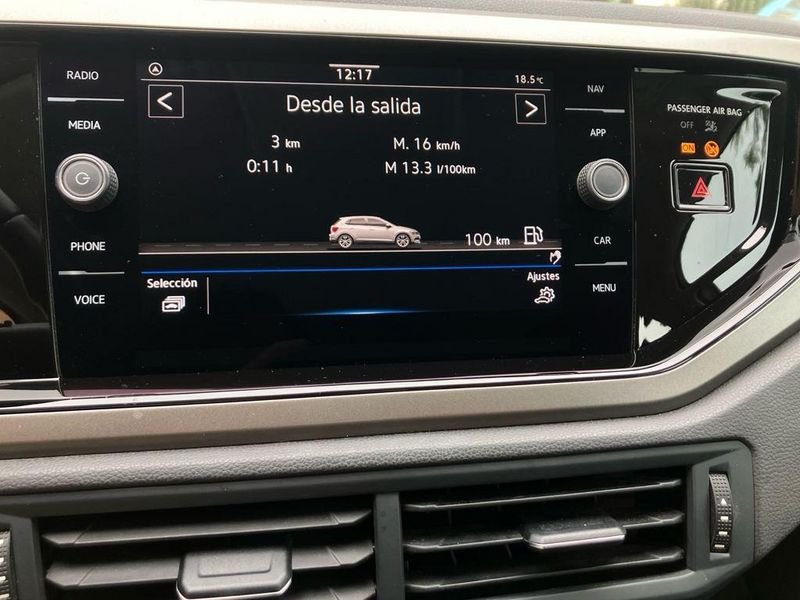 RADIO
MEDIA
PHONE
VOICE
12:17
18.5°C
Desde la salida
3 km
M. 16 km/h
0:11 h
M 13.3 l/100km
100 km
Selección
Ajustes
NAV
APP
CAR
MENU
PASSENGER AIR BAG
OFF
ON